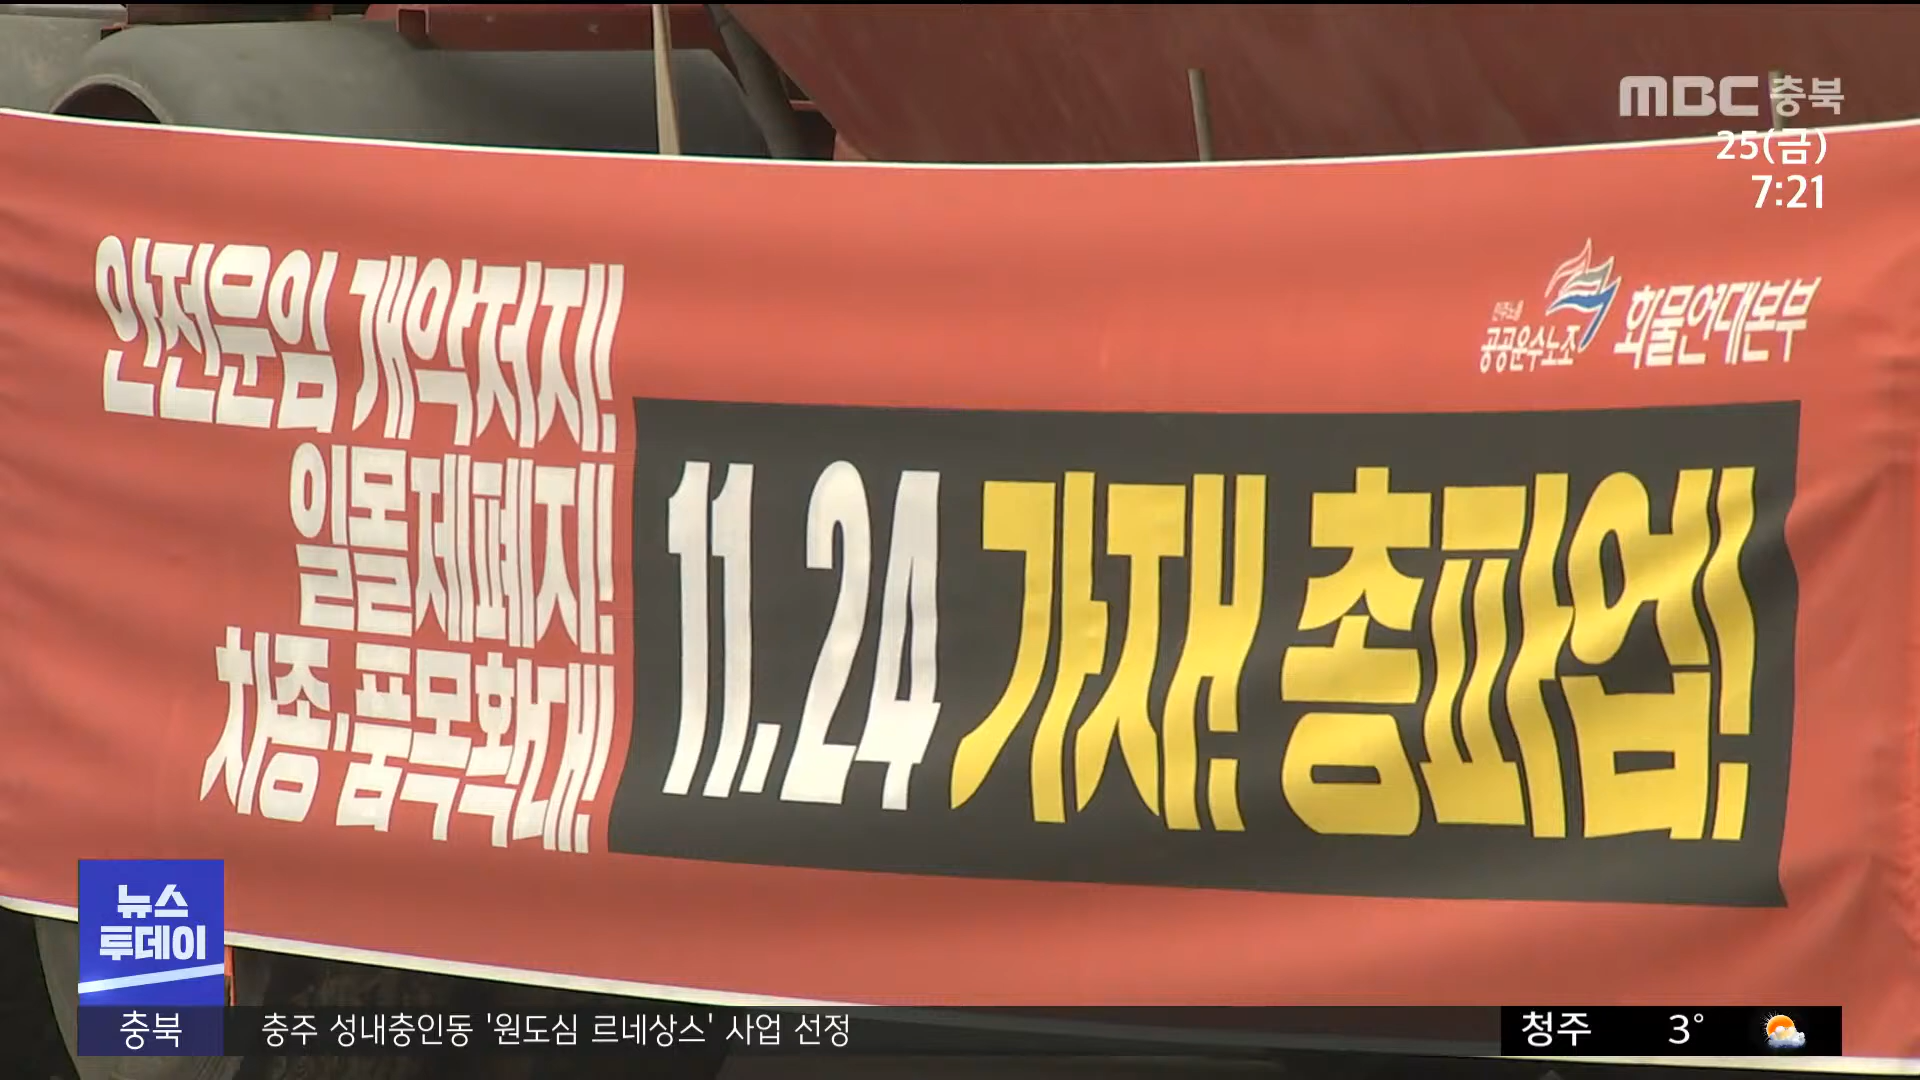 MBC 충북
25(금)
7:21
안전운임 개악저지!
일몰제폐지!
차종·품목확대!
민주노총
공공운수노조 화물연대본부
11.24 가자! 총파업!
뉴스
투데이
충북
충주 성내충인동 '원도심 르네상스' 사업 선정
청주 3°